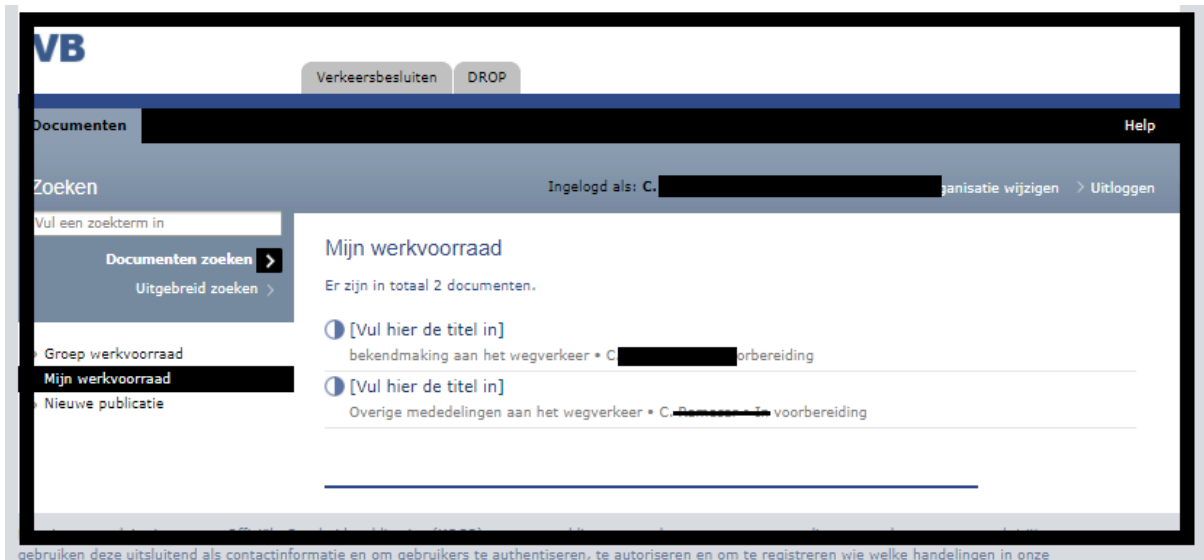 VB
Verkeersbesluiten DROP
Documenten Help
Zoeken Ingelogd als: C. wijzigen > Uitloggen
Vul een zoekterm in
Documenten zoeken >
Uitgebreid zoeken >
Mijn werkvoorraad
Er zijn in totaal 2 documenten.
[Vul hier de titel in]
bekendmaking aan het wegverkeer • C.
[Vul hier de titel in]
Overige mededelingen aan het wegverkeer • C. voorbereiding
Groep werkvoorraad
Mijn werkvoorraad
Nieuwe publicatie
gebruiken deze uitsluitend als contactinformatie en om gebruikers te authentiseren, te autoriseren en om te registreren wie welke handelingen in onze